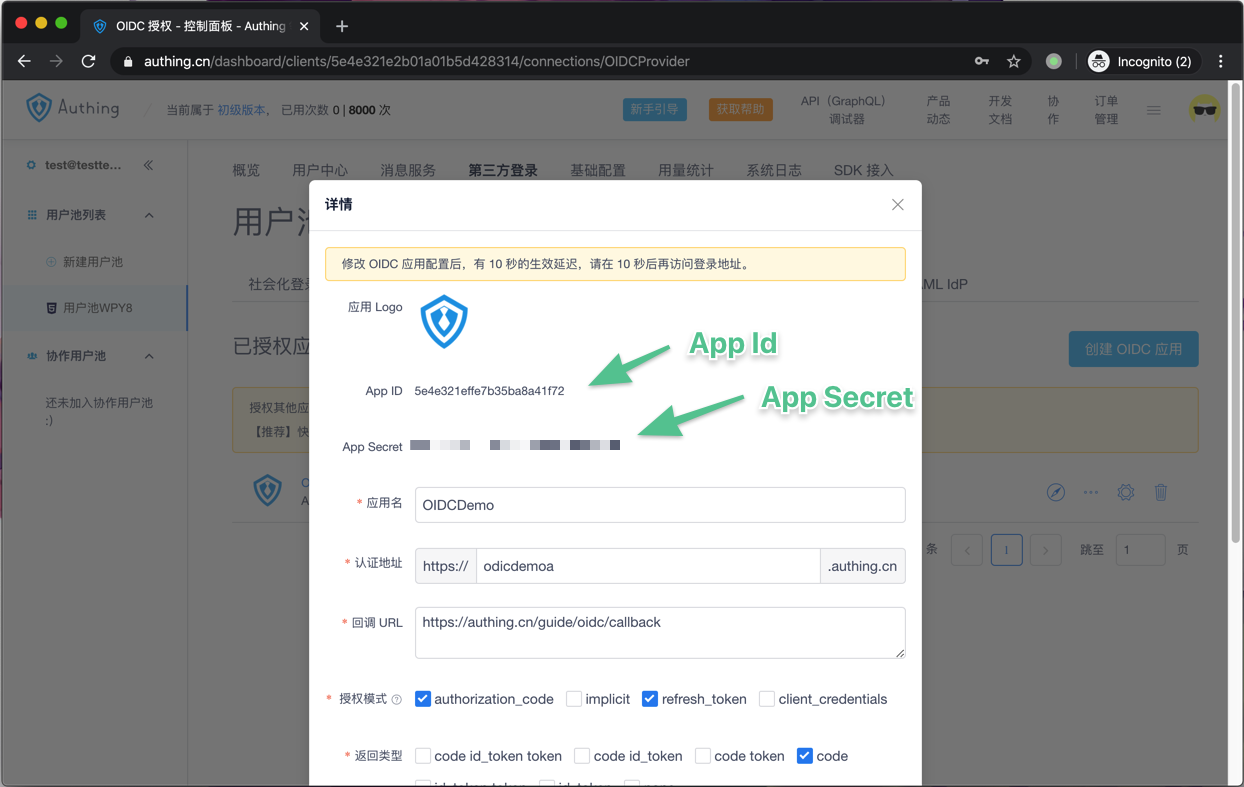 OIDC 授权 - 控制面板 - Authing
authing.cn/dashboard/clients/5e4e321e2b01a01b5d428314/connections/OIDCProvider
Incognito (2)
Authing
当前属于 初级版本， 已用次数 0 | 8000 次
新手引导
获取帮助
API（GraphQL）
调试器
产品
动态
开发
文档
协
作
订单
管理
test@testte...
用户池列表
新建用户池
用户池WPY8
协作用户池
还未加入协作用户池
:)
概览
用户中心
消息服务
第三方登录
基础配置
用量统计
系统日志
SDK 接入
用户池
社会化登录
AML IdP
已授权应
创建 OIDC 应用
授权其他应
【推荐】快
O
A
条
1
跳至
1
页
详情
修改 OIDC 应用配置后，有 10 秒的生效延迟，请在 10 秒后再访问登录地址。
应用 Logo
App Id
App ID 5e4e321effe7b35ba8a41f72
App Secret
App Secret
* 应用名 OIDCDemo
* 认证地址 https:// odicdemoa .authing.cn
* 回调 URL https://authing.cn/guide/oidc/callback
* 授权模式 authorization_code implicit refresh_token client_credentials
* 返回类型 code id_token token code id_token code token code
id_token token id_token none